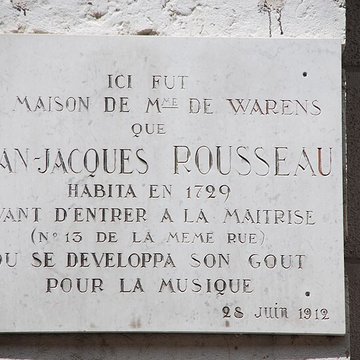 ICI FUT
MAISON DE MME DE WARENS
QUE
AN-JACQUES ROUSSEAU
HABITA EN 1729
VANT D'ENTRER A LA MAITRISE
(No 13 DE LA MEME RUE)
OU SE DEVELOPPA SON GOUT
POUR LA MUSIQUE
28 Juin 1912